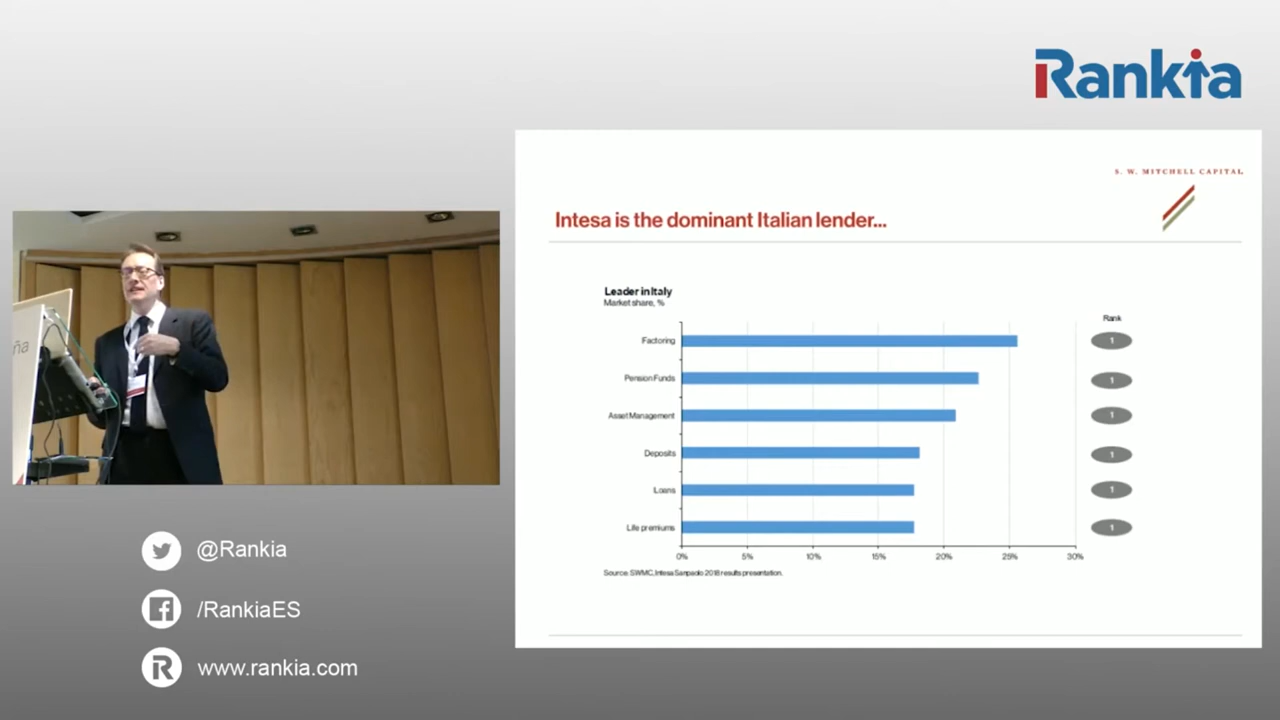 Rankia
S. W. MITCHELL CAPITAL
Intesa is the dominant Italian lender...
Leader in Italy
Market share, %
Rank
Factoring
1
Pension Funds
1
Asset Management
1
Deposits
1
Loans
1
Life premiums
1
0% 5% 10% 15% 20% 25% 30%
Source: SWMC, Intesa Sanpaolo 2018 results presentation.
ña
@Rankia
/RankiaES
www.rankia.com